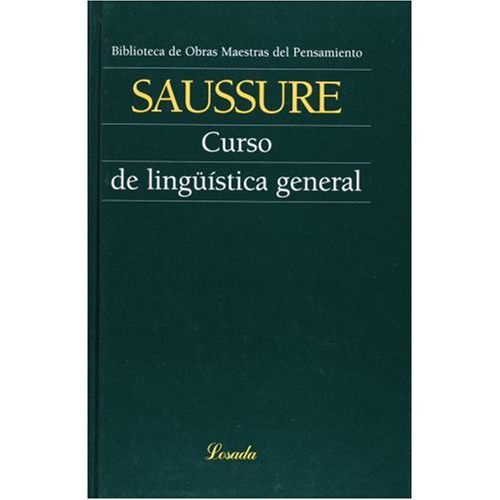 Biblioteca de Obras Maestras del Pensamiento
SAUSSURE
Curso
de lingüística general
Losada